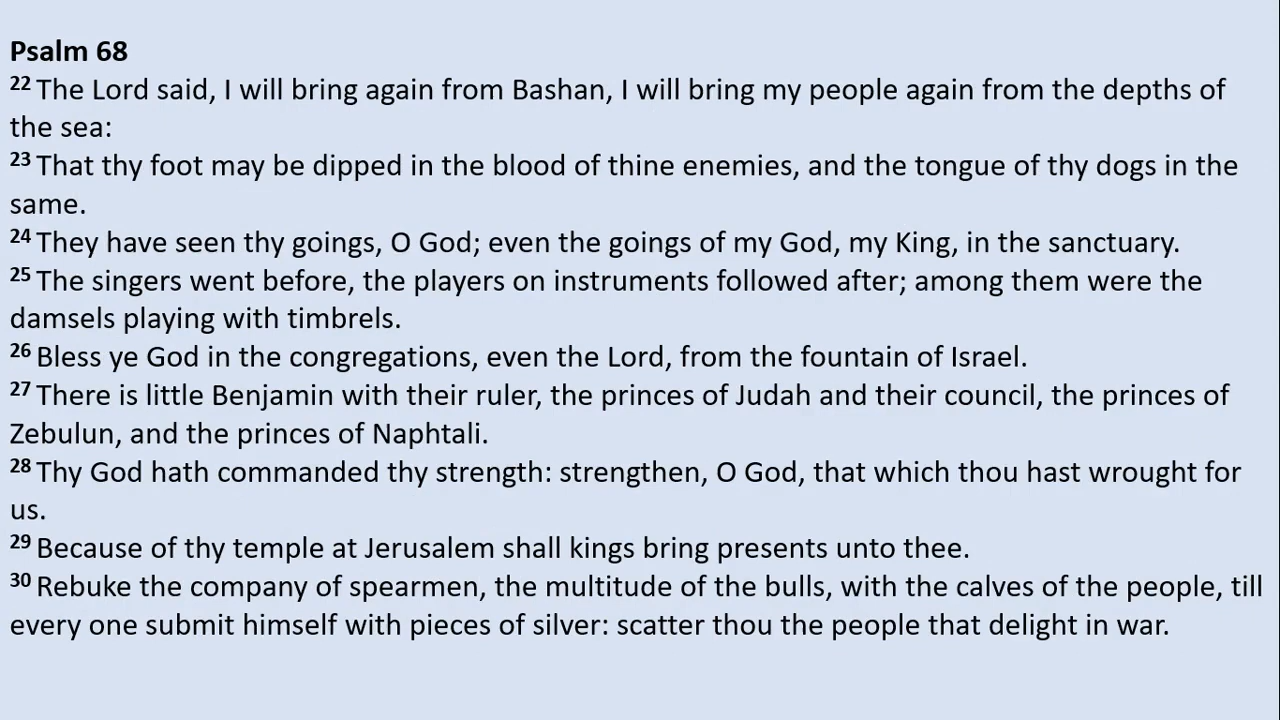 Psalm 68
22 The Lord said, I will bring again from Bashan, I will bring my people again from the depths of
the sea:
23 That thy foot may be dipped in the blood of thine enemies, and the tongue of thy dogs in the
same.
24 They have seen thy goings, O God; even the goings of my God, my King, in the sanctuary.
25 The singers went before, the players on instruments followed after; among them were the
damsels playing with timbrels.
26 Bless ye God in the congregations, even the Lord, from the fountain of Israel.
27 There is little Benjamin with their ruler, the princes of Judah and their council, the princes of
Zebulun, and the princes of Naphtali.
28 Thy God hath commanded thy strength: strengthen, O God, that which thou hast wrought for
us.
29 Because of thy temple at Jerusalem shall kings bring presents unto thee.
30 Rebuke the company of spearmen, the multitude of the bulls, with the calves of the people, till
every one submit himself with pieces of silver: scatter thou the people that delight in war.